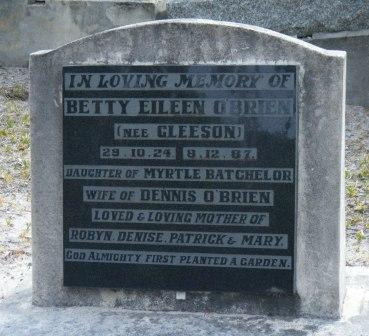 IN LOVING MEMORY OF
BETTY EILEEN O'BRIEN
(NEE GLEESON)
29.10.24. 8.12.87.
DAUGHTER OF MYRTLE BATCHELOR
WIFE OF DENNIS O'BRIEN
LOVED & LOVING MOTHER OF
ROBYN, DENISE, PATRICK & MARY.
GOD ALMIGHTY FIRST PLANTED A GARDEN.